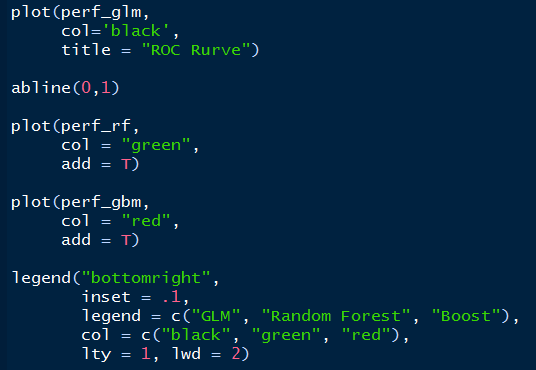 plot(perf_glm,
     col='black',
     title = "ROC Rurve")
abline(0,1)
plot(perf_rf,
     col = "green",
     add = T)
plot(perf_gbm,
     col = "red",
     add = T)
legend("bottomright",
       inset = .1,
       legend = c("GLM", "Random Forest", "Boost"),
       col = c("black", "green", "red"),
       lty = 1, lwd = 2)